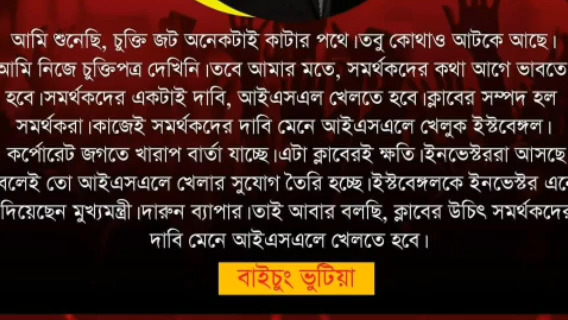 আমি শুনেছি, চুক্তি জট অনেকটাই কাটার পথে।তবু কোথাও আটকে আছে।
আমি নিজে চুক্তিপত্র দেখিনি।তবে আমার মতে, সমর্থকদের কথা আগে ভাবতে
হবে।সমর্থকদের একটাই দাবি, আইএসএল খেলতে হবে।ক্লাবের সম্পদ হল
সমর্থকরা।কাজেই সমর্থকদের দাবি মেনে আইএসএলে খেলুক ইস্টবেঙ্গল।
কর্পোরেট জগতে খারাপ বার্তা যাচ্ছে।এটা ক্লাবেরই ক্ষতি।ইনভেস্টররা আসছে
বলেই তো আইএসএলে খেলার সুযোগ তৈরি হচ্ছে।ইস্টবেঙ্গলকে ইনভেস্টর এনে
দিয়েছেন মুখ্যমন্ত্রী।দারুন ব্যাপার।তাই আবার বলছি, ক্লাবের উচিৎ সমর্থকদের
দাবি মেনে আইএসএলে খেলতে হবে।
বাইচুং ভুটিয়া